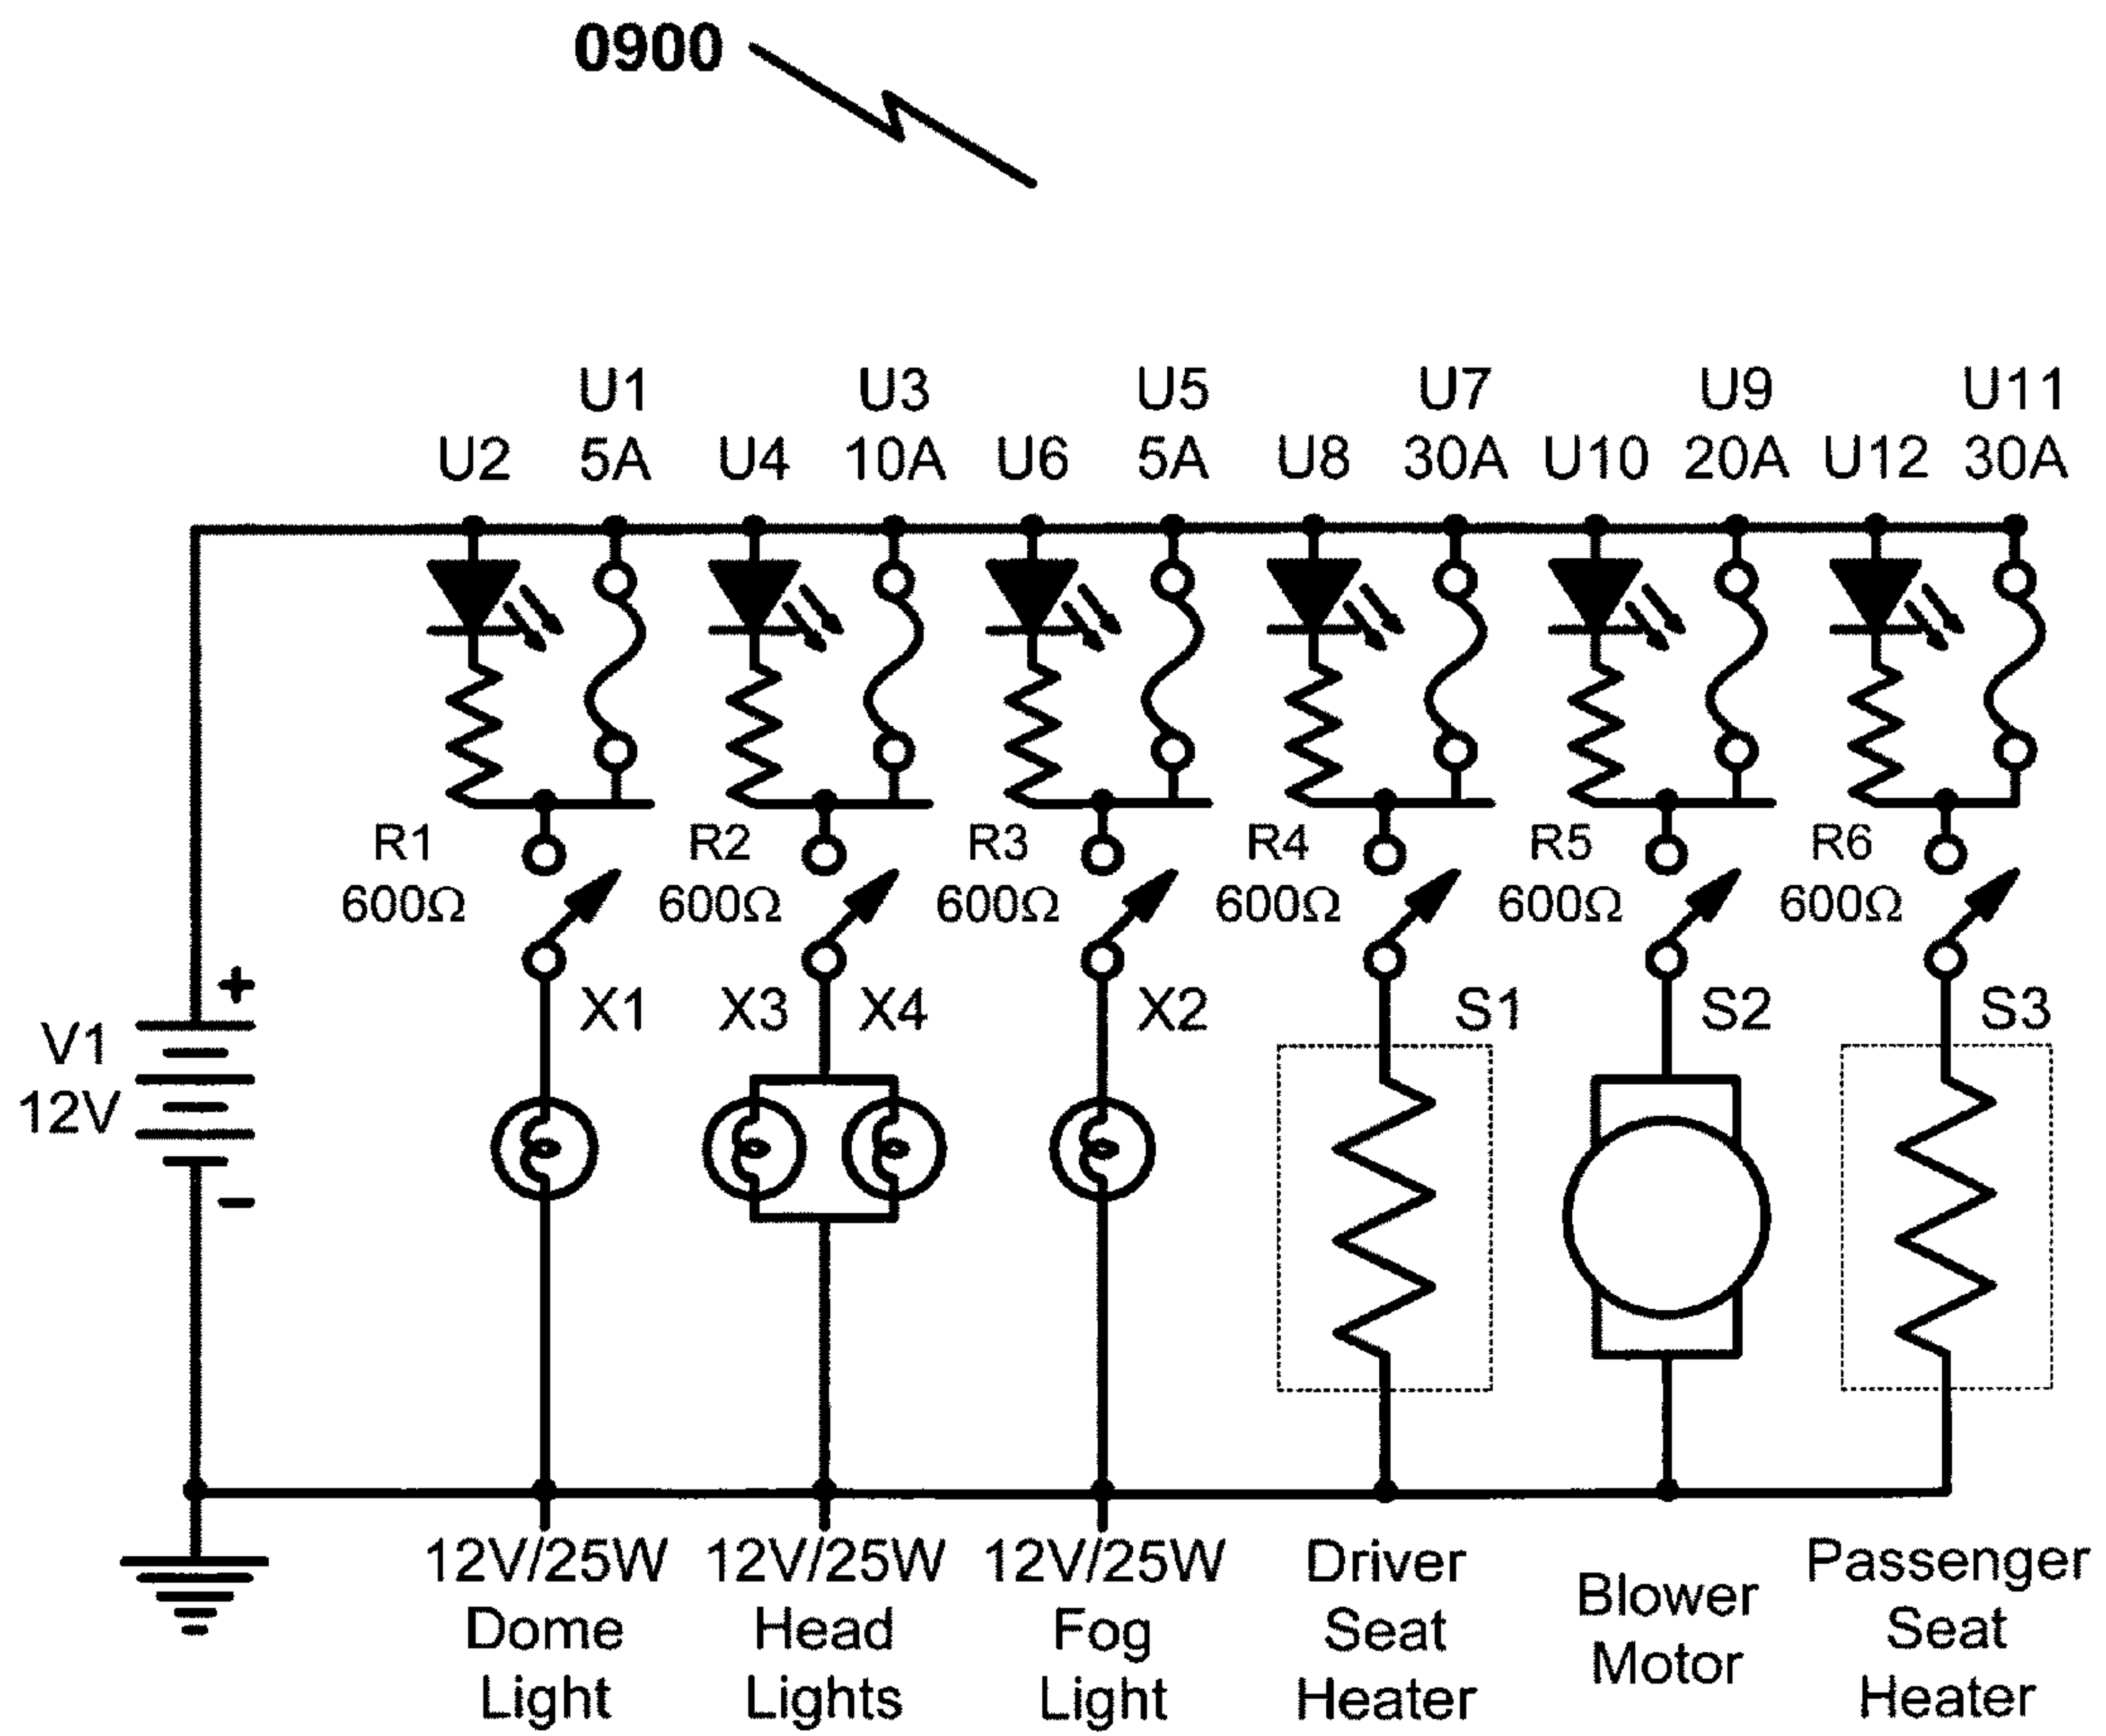 0900
U1 U3 U5 U7 U9 U11
U2 5A U4 10A U6 5A U8 30A U10 20A U12 30A
R1 R2 R3 R4 R5 R6
600Ω 600Ω 600Ω 600Ω 600Ω 600Ω
+
X1 X3 X4 X2 S1 S2 S3
V1
12V
−
12V/25W 12V/25W 12V/25W Driver Blower Passenger
Dome Head Fog Seat Motor Seat
Light Lights Light Heater Heater